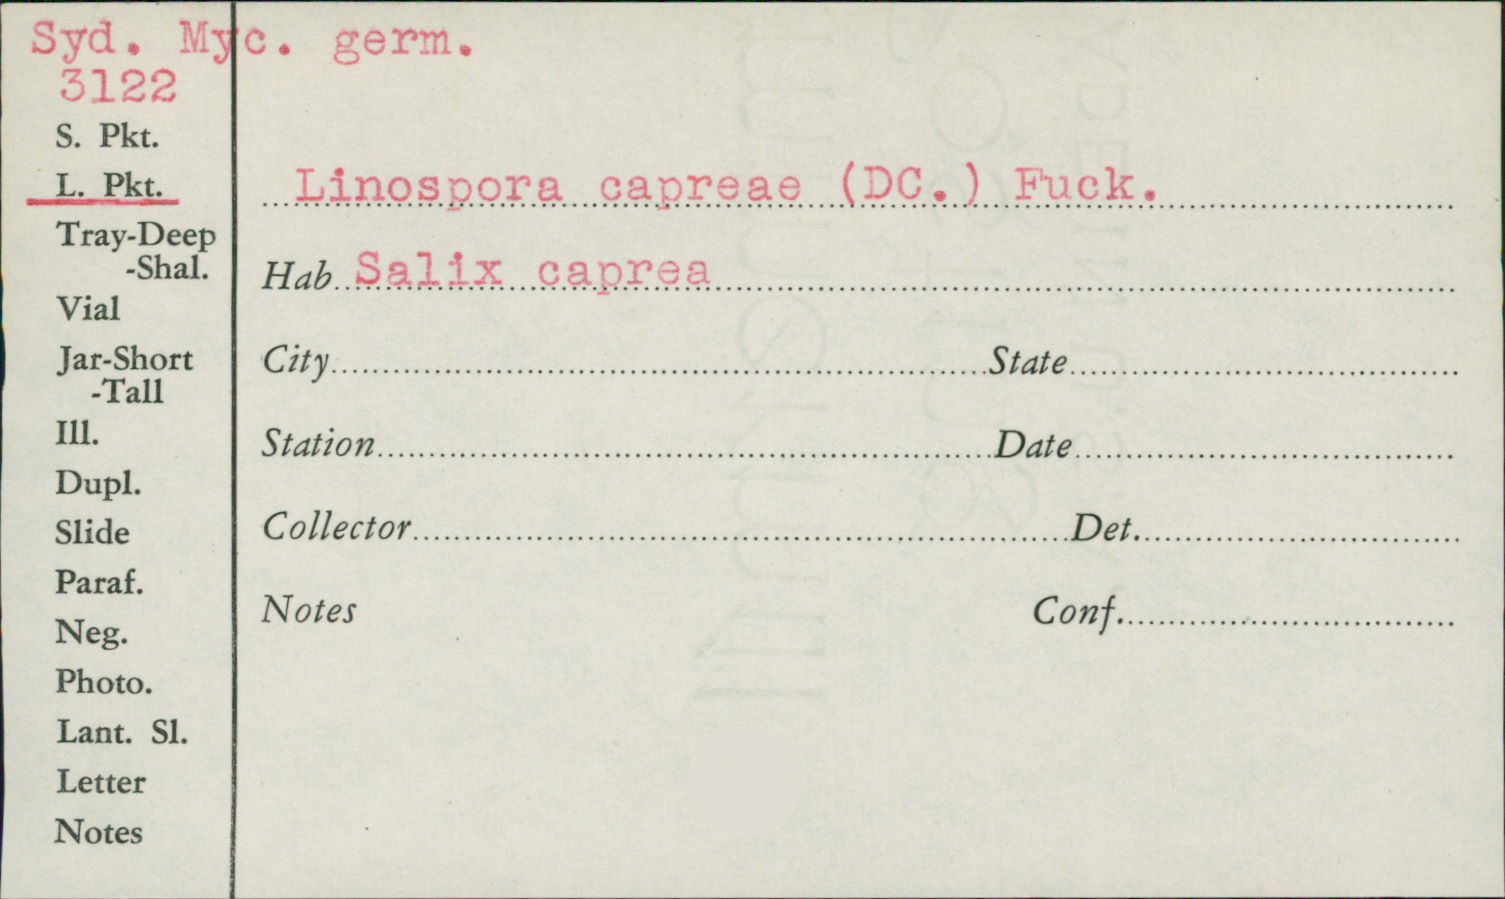 Syd. Myc. germ.
3122
S. Pkt.
L. Pkt.
Tray-Deep
-Shal.
Vial
Jar-Short
-Tall
Ill.
Dupl.
Slide
Paraf.
Neg.
Photo.
Lant. Sl.
Letter
Notes
Linospora capreae (DC.) Fuck.
Hab. Salix caprea
City State
Station Date
Collector Det.
Notes Conf.